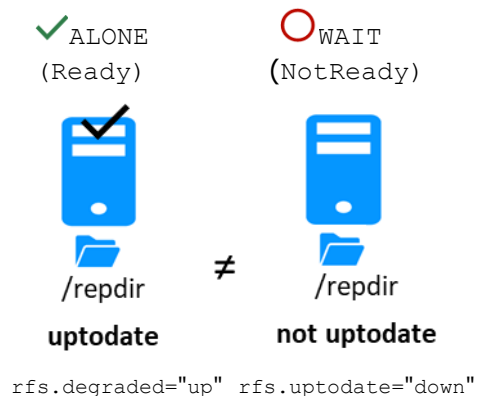 ALONE WAIT
(Ready) (NotReady)
≠
/repdir /repdir
uptodate not uptodate
rfs.degraded="up" rfs.uptodate="down"